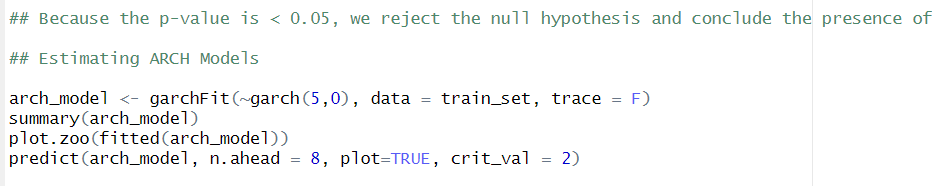 ## Because the p-value is < 0.05, we reject the null hypothesis and conclude the presence of
## Estimating ARCH Models
arch_model <- garchFit(~garch(5,0), data = train_set, trace = F)
summary(arch_model)
plot.zoo(fitted(arch_model))
predict(arch_model, n.ahead = 8, plot=TRUE, crit_val = 2)